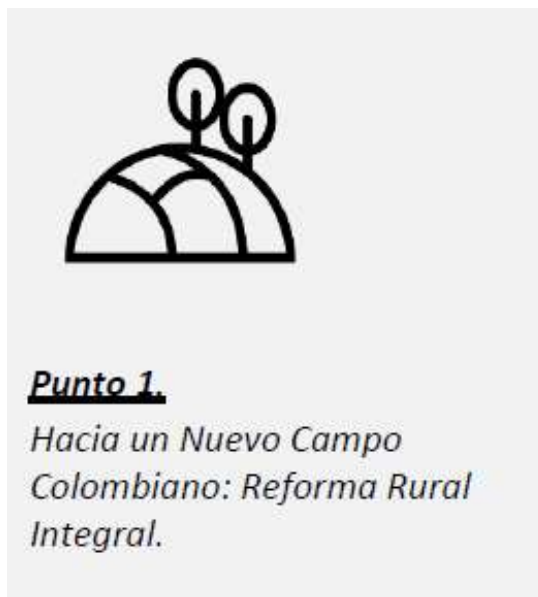 Punto 1.
Hacia un Nuevo Campo
Colombiano: Reforma Rural
Integral.